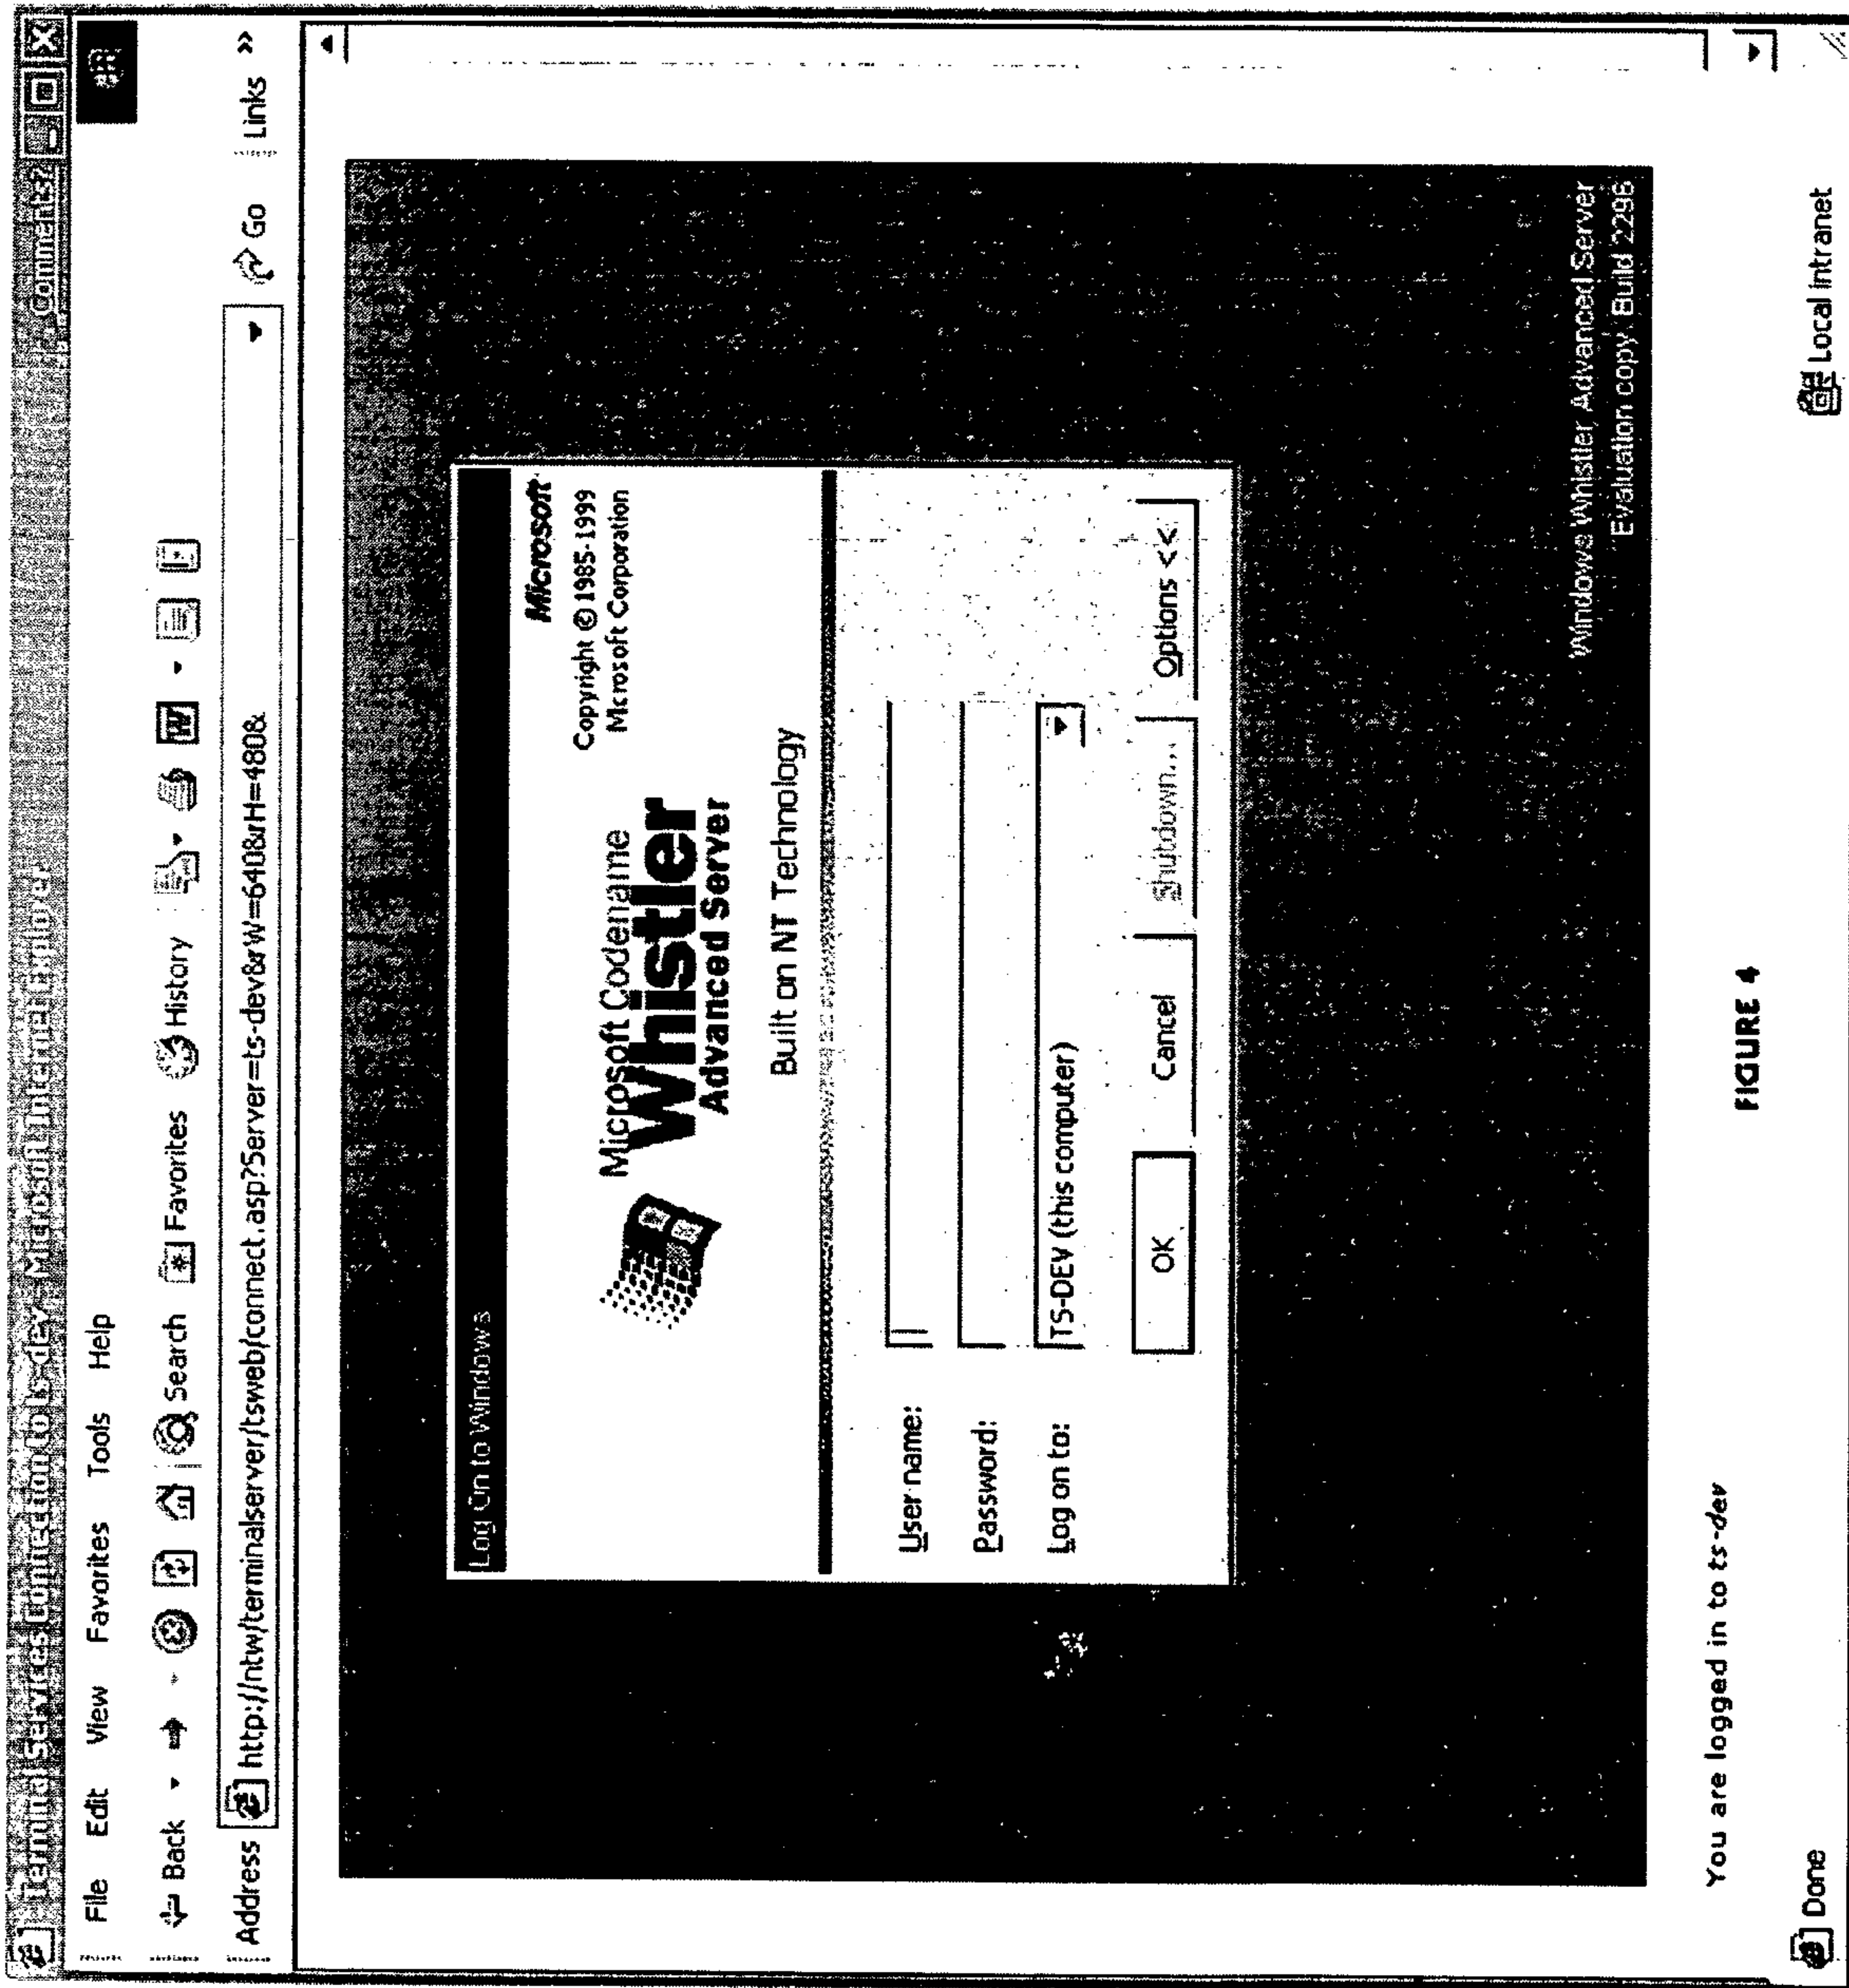 Terminal Services Connection to ts-dev - Microsoft Internet Explorer
Comments?
File Edit View Favorites Tools Help
Back Search Favorites History
Address http://ntw/terminalserver/tsweb/connect.asp?Server=ts-dev&rW=640&rH=480& Go Links »
Log On to Windows
Microsoft
Copyright © 1985-1999
Microsoft Corporation
Microsoft Codename
Whistler
Advanced Server
Built on NT Technology
User name:
Password:
Log on to: TS-DEV (this computer)
OK Cancel Shutdown... Options <<
Windows Whistler Advanced Server
Evaluation copy. Build 2296
You are logged in to ts-dev
FIGURE 4
Done Local intranet